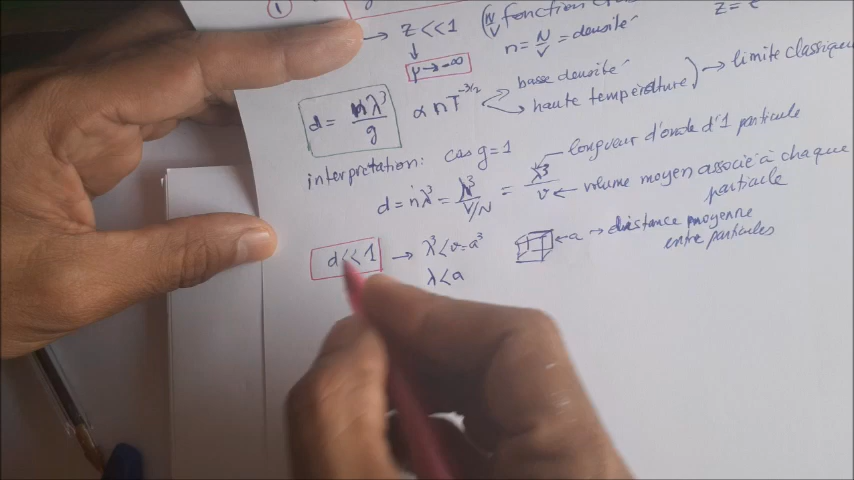 1
→ z<<1 (N/V fonction z= e
n = N/V = densité
↓
μ → -∞
d = nλ³/g ∝ nT^-3/2 basse densité
haute température → limite classique
interprétation: cas g=1
d = nλ³ = λ³/V/N = λ³/v ← longueur d'onde d'1 particule
← volume moyen associé à chaque particule
d<<1 → λ³<v=a³ ←a → distance moyenne entre particules
λ<a